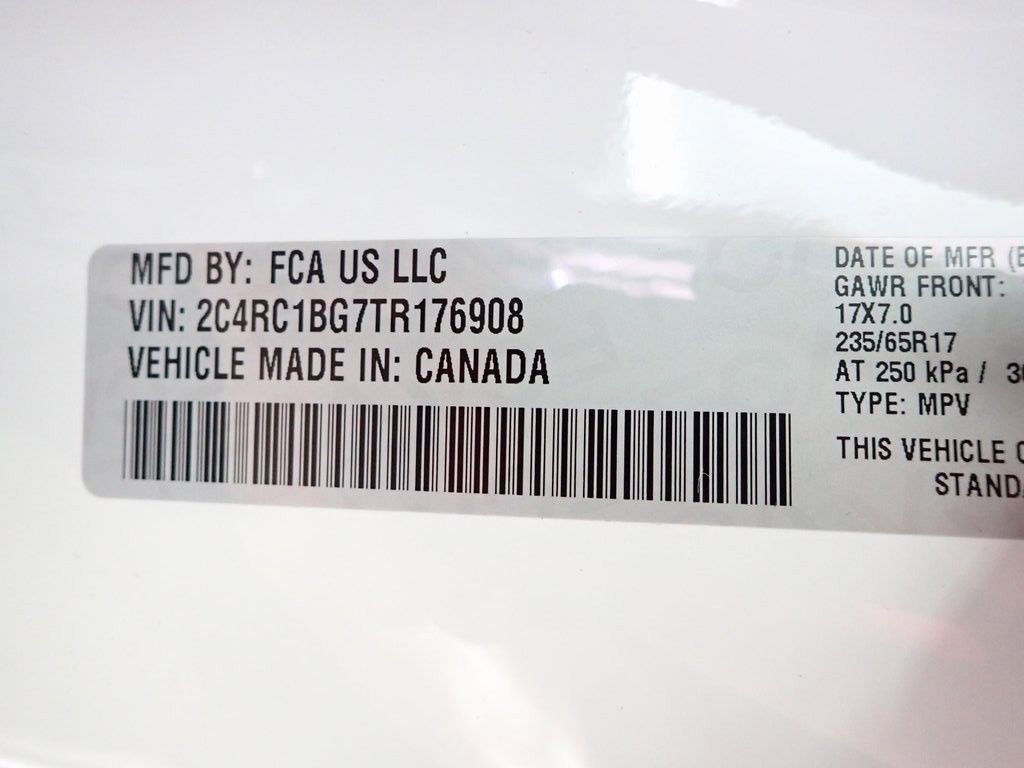 MFD BY: FCA US LLC
VIN: 2C4RC1BG7TR176908
VEHICLE MADE IN: CANADA
DATE OF MFR
GAWR FRONT:
17X7.0
235/65R17
AT 250 kPa /
TYPE: MPV
THIS VEHICLE